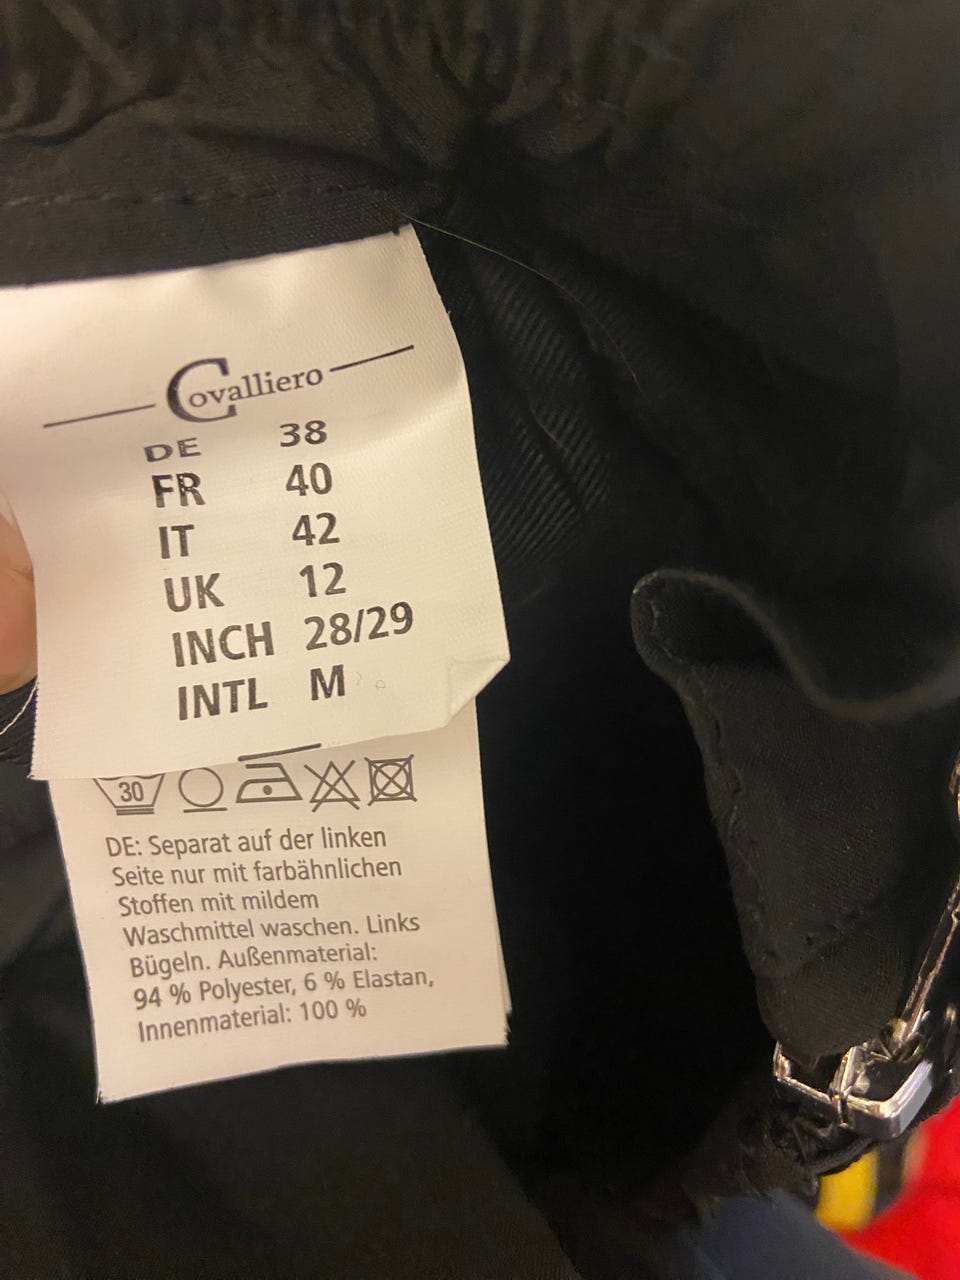 Covalliero
DE 38
FR 40
IT 42
UK 12
INCH 28/29
INTL M
30
DE: Separat auf der linken
Seite nur mit farbähnlichen
Stoffen mit mildem
Waschmittel waschen. Links
Bügeln. Außenmaterial:
94 % Polyester, 6 % Elastan,
Innenmaterial: 100 %